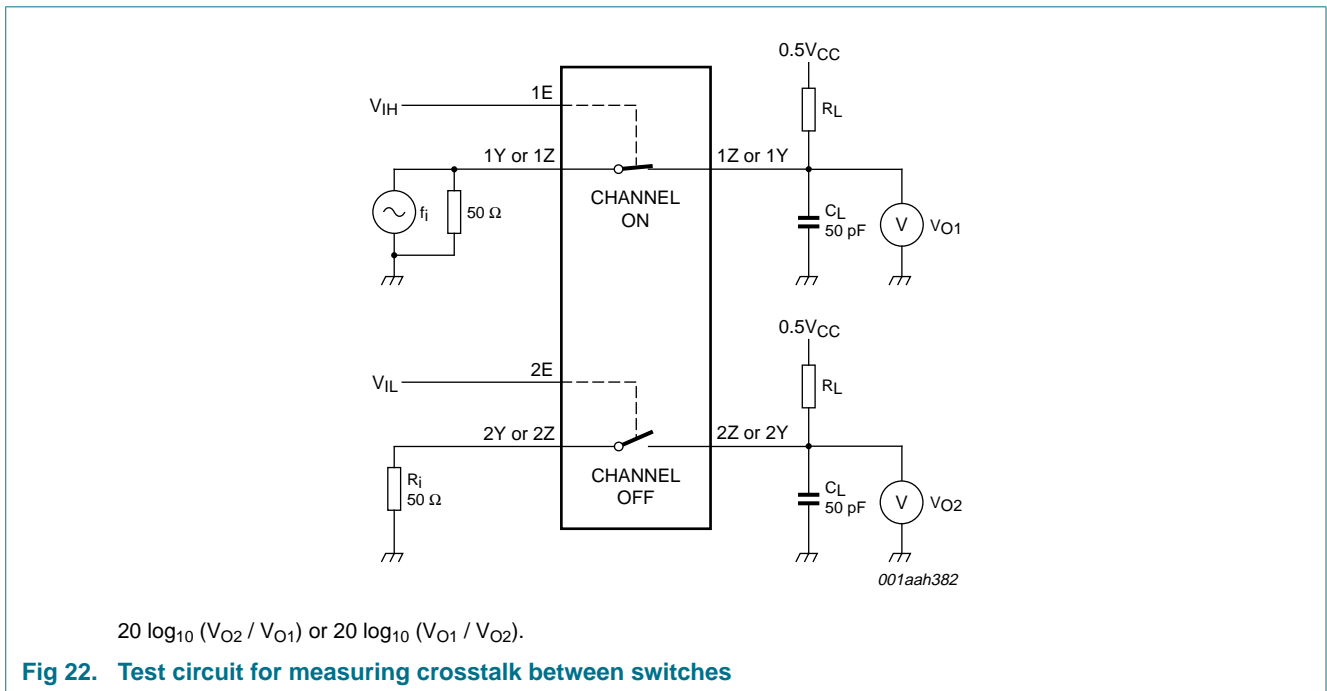 0.5VCC
1E
VIH
RL
1Y or 1Z
1Z or 1Y
fi
50 Ω
CHANNEL
ON
CL
50 pF
V
VO1
0.5VCC
2E
VIL
RL
2Y or 2Z
2Z or 2Y
Ri
50 Ω
CHANNEL
OFF
CL
50 pF
V
VO2
001aah382
20 log10 (VO2 / VO1) or 20 log10 (VO1 / VO2).
Fig 22. Test circuit for measuring crosstalk between switches